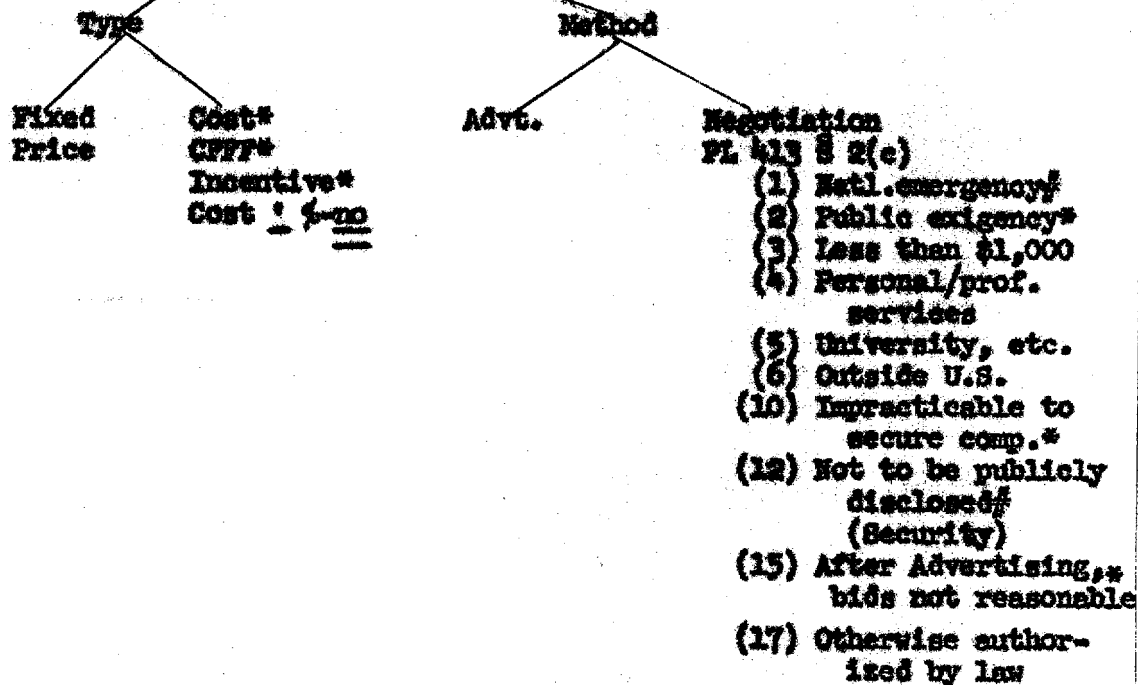 Type
Method
Fixed
Price
Cost*
CPFF*
Incentive*
Cost + %-no
Advt.
Negotiation
PL 413 § 2(c)
(1) Natl.emergency#
(2) Public exigency*
(3) Less than $1,000
(4) Personal/prof.
services
(5) University, etc.
(6) Outside U.S.
(10) Impracticable to
secure comp.*
(12) Not to be publicly
disclosed#
(Security)
(15) After Advertising,*
bids not reasonable
(17) Otherwise author-
ized by law